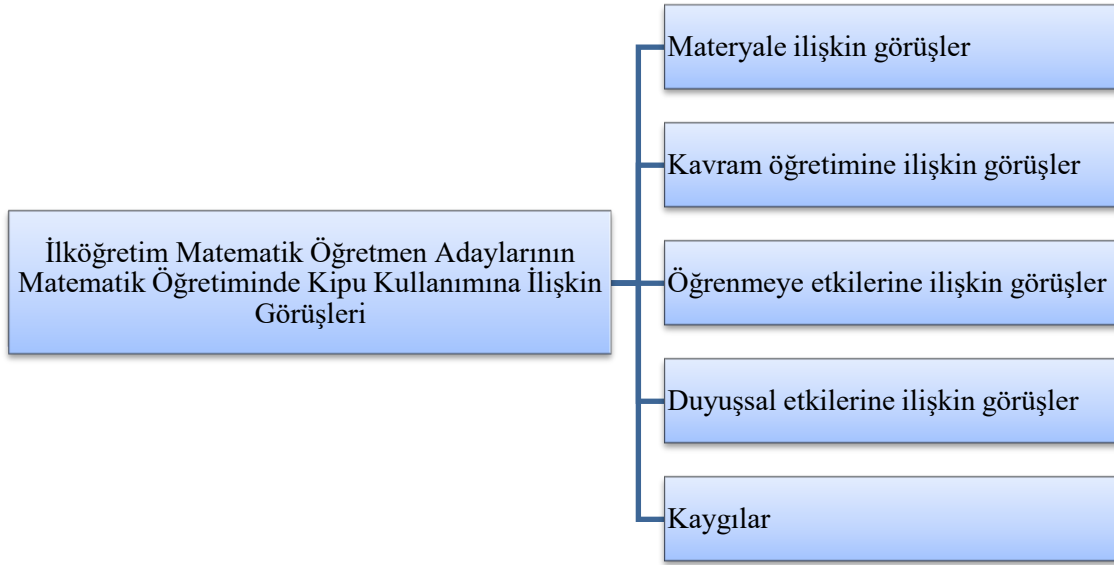 Materyale ilişkin görüşler
Kavram öğretimine ilişkin görüşler
İlköğretim Matematik Öğretmen Adaylarının
Matematik Öğretiminde Kipu Kullanımına İlişkin
Görüşleri
Öğrenmeye etkilerine ilişkin görüşler
Duyuşsal etkilerine ilişkin görüşler
Kaygılar